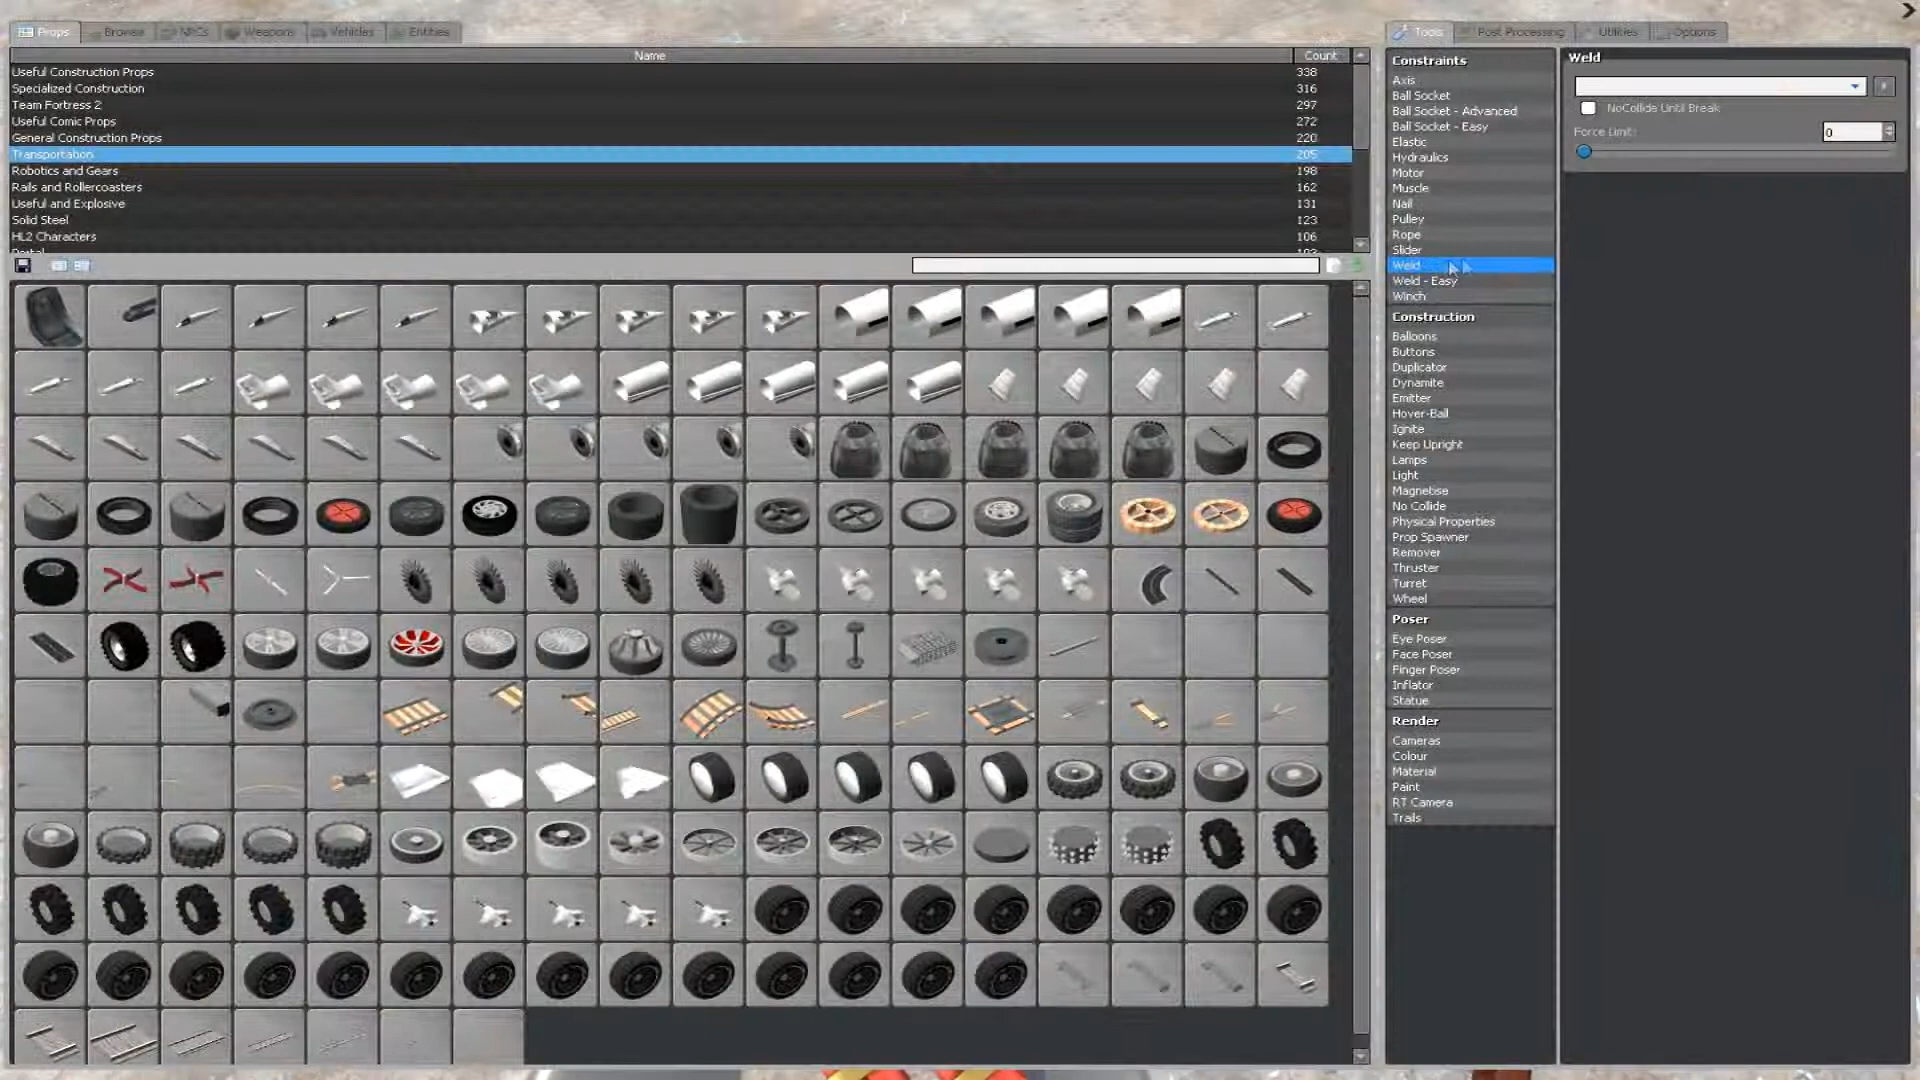 Props Browse NPCs Weapons Vehicles Entities
Name Count
Useful Construction Props 338
Specialized Construction 316
Team Fortress 2 297
Useful Comic Props 272
General Construction Props 220
Transportation 205
Robotics and Gears 198
Rails and Rollercoasters 162
Useful and Explosive 131
Solid Steel 123
HL2 Characters 106
Portal
Tools Post Processing Utilities Options
Constraints
Axis
Ball Socket
Ball Socket - Advanced
Ball Socket - Easy
Elastic
Hydraulics
Motor
Muscle
Nail
Pulley
Rope
Slider
Weld
Weld - Easy
Winch
Construction
Balloons
Buttons
Duplicator
Dynamite
Emitter
Hover-Ball
Ignite
Keep Upright
Lamps
Light
Magnetise
No Collide
Physical Properties
Prop Spawner
Remover
Thruster
Turret
Wheel
Poser
Eye Poser
Face Poser
Finger Poser
Inflator
Statue
Render
Cameras
Colour
Material
Paint
RT Camera
Trails
Weld
NoCollide Until Break
Force Limit: 0